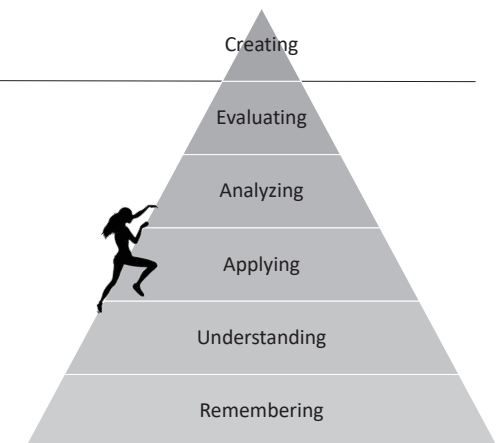 Creating
Evaluating
Analyzing
Applying
Understanding
Remembering